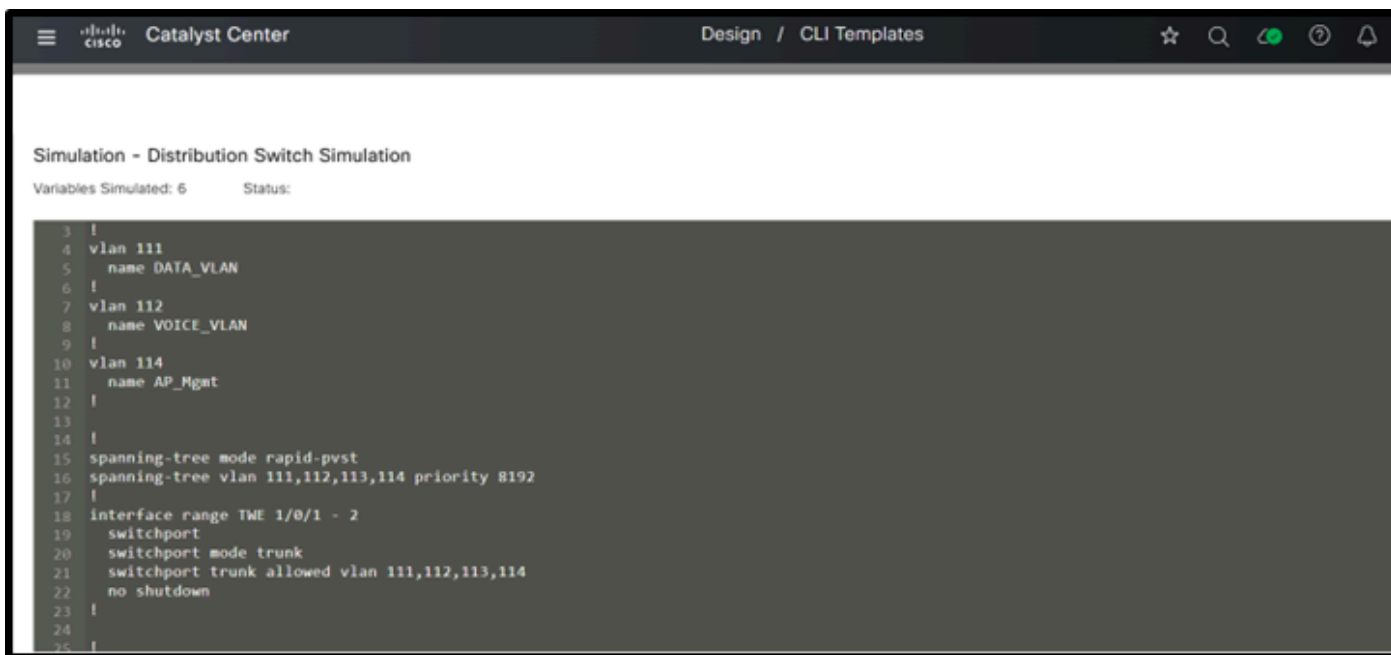 CISCO Catalyst Center Design / CLI Templates
Simulation - Distribution Switch Simulation
Variables Simulated: 6 Status:
3 !
4 vlan 111
5 name DATA_VLAN
6 !
7 vlan 112
8 name VOICE_VLAN
9 !
10 vlan 114
11 name AP_Mgmt
12 !
13
14 !
15 spanning-tree mode rapid-pvst
16 spanning-tree vlan 111,112,113,114 priority 8192
17 !
18 interface range TWE 1/0/1 - 2
19 switchport
20 switchport mode trunk
21 switchport trunk allowed vlan 111,112,113,114
22 no shutdown
23 !
24
25 !